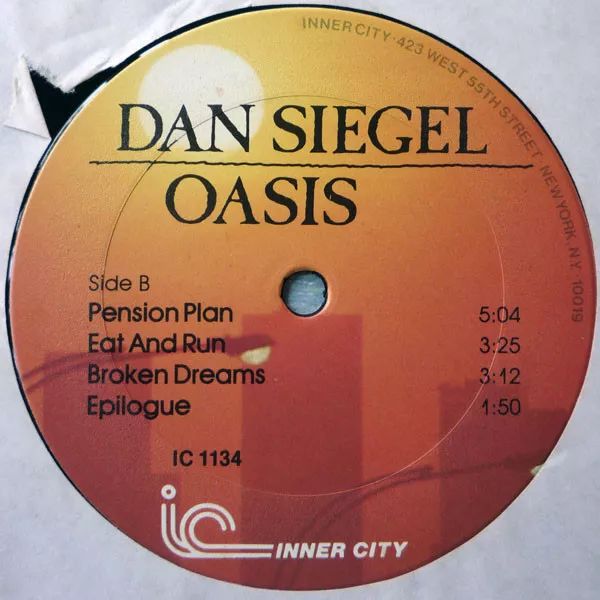 INNER CITY · 423 WEST 55TH STREET NEW YORK, N.Y. 10019
DAN SIEGEL
OASIS
Side B
Pension Plan 5:04
Eat And Run 3:25
Broken Dreams 3:12
Epilogue 1:50
IC 1134
ic INNER CITY